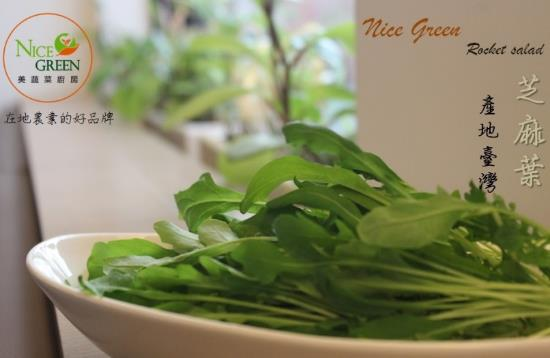 NICE
GREEN
美蔬菜廚房
在地農業的好品牌
Nice Green
Rocket salad
芝麻葉
產地臺灣